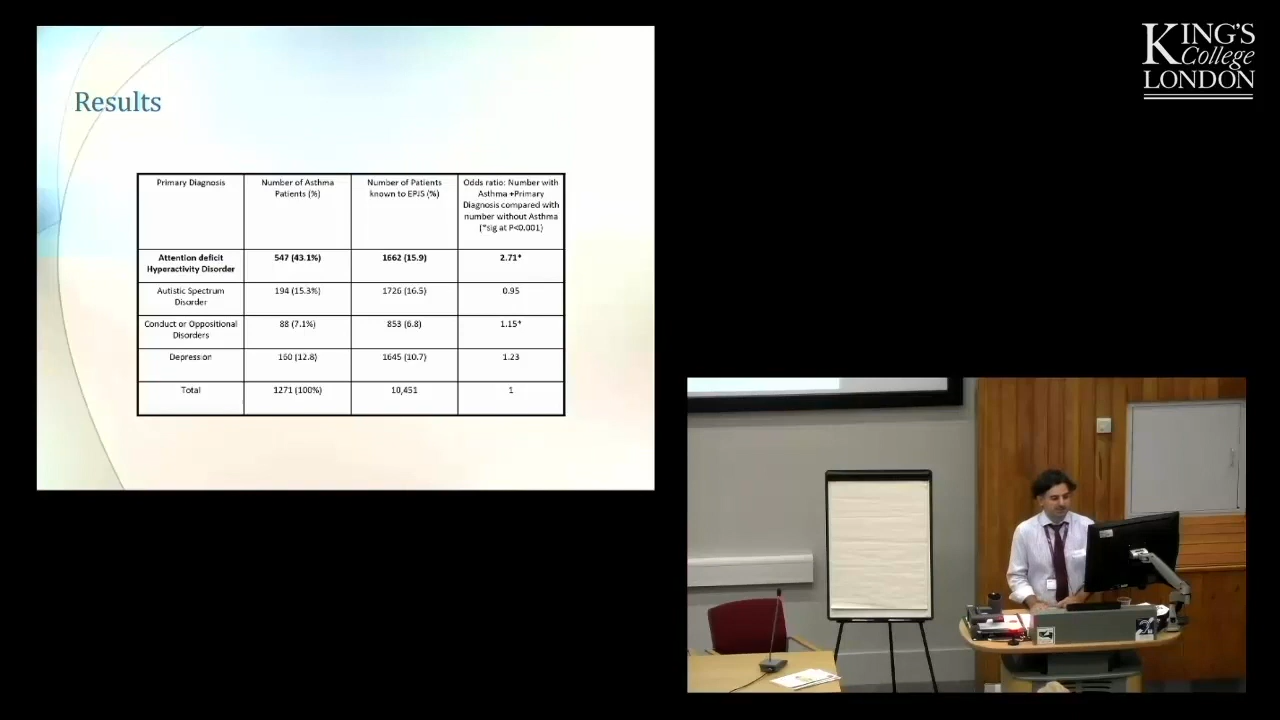 KING'S
College
LONDON
Results
Primary Diagnosis
Number of Asthma
Patients (%)
Number of Patients
known to EPJS (%)
Odds ratio: Number with
Asthma +Primary
Diagnosis compared with
number without Asthma
(*sig at P<0.001)
Attention deficit
Hyperactivity Disorder
547 (43.1%)
1662 (15.9)
2.71*
Autistic Spectrum
Disorder
194 (15.3%)
1726 (16.5)
0.95
Conduct or Oppositional
Disorders
88 (7.1%)
853 (6.8)
1.15*
Depression
160 (12.8)
1645 (10.7)
1.23
Total
1271 (100%)
10,451
1